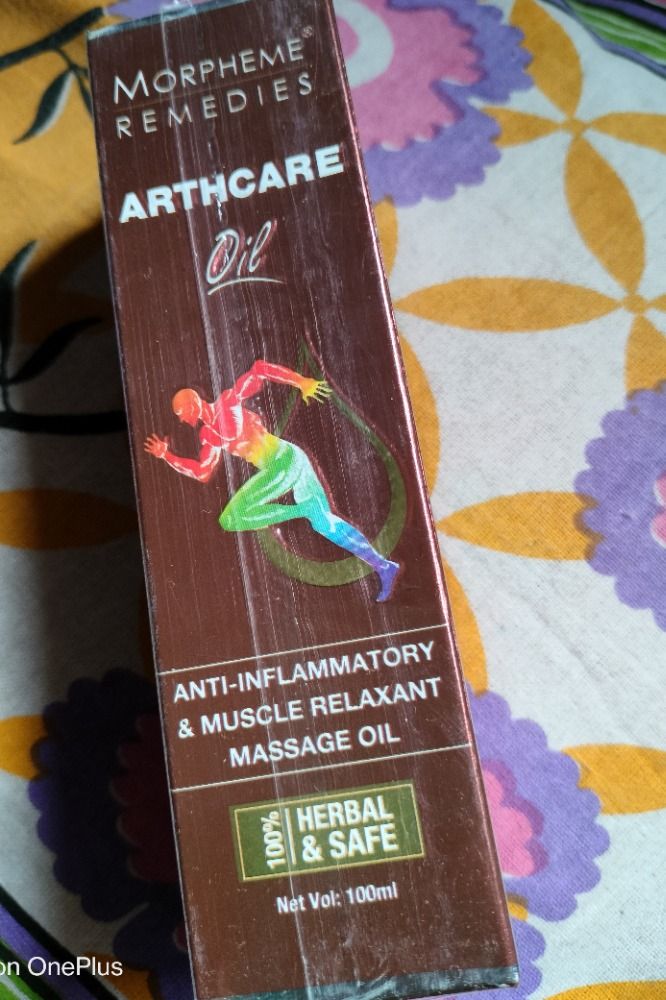 MORPHEME®
REMEDIES
ARTHCARE
Oil
ANTI-INFLAMMATORY
& MUSCLE RELAXANT
MASSAGE OIL
100% HERBAL
& SAFE
Net Vol: 100ml
on OnePlus